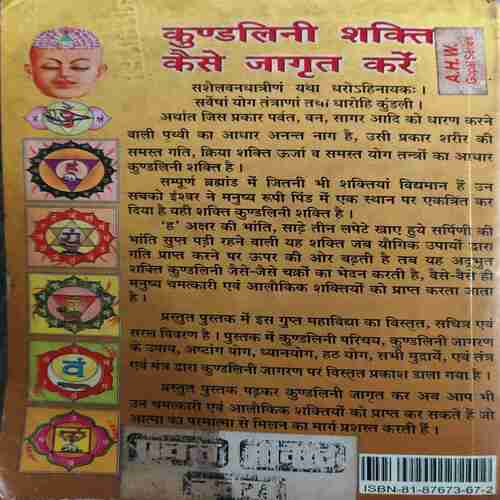 कुण्डलिनी शक्ति
कैसे जागृत करें
A.H.W.
सशेलवनधात्रीणं यथा धरोऽहिनायकः।
सर्वेषां योग तंत्राणां तथा धारोहि कुंडली।
अर्थात जिस प्रकार पर्वत, वन, सागर आदि को धारण करने
वाली पृथ्वी का आधार अनन्त नाग है, उसी प्रकार शरीर की
समस्त गति, क्रिया शक्ति ऊर्जा व समस्त योग तन्त्रों का आधार
कुण्डलिनी शक्ति है।
सम्पूर्ण ब्रह्मांड में जितनी भी शक्तियां विद्यमान हैं उन
सबको ईश्वर ने मनुष्य रूपी पिंड में एक स्थान पर एकत्रित कर
दिया है यही शक्ति कुण्डलिनी शक्ति है।
'ह' अक्षर की भांति, साढ़े तीन लपेटे खाए हुये सर्पिणी की
भांति सुप्त पड़ी रहने वाली यह शक्ति जब यौगिक उपायों द्वारा
गति प्राप्त करने पर ऊपर की ओर बढ़ती है तब यह अद्भुत
शक्ति कुण्डलिनी जैसे-जैसे चक्रों का भेदन करती है, वैसे-वैसे ही
मनुष्य चमत्कारी एवं आलौकिक शक्तियों को प्राप्त करता जाता
है।
प्रस्तुत पुस्तक में इस गुप्त महाविद्या का विस्तृत, सचित्र एवं
सरल विवरण है। पुस्तक में कुण्डलिनी परिचय, कुण्डलिनी जागरण
के उपाय, अष्टांग योग, ध्यानयोग, हठ योग, सभी मुद्रायें, एवं तंत्र
एवं मंत्र द्वारा कुण्डलिनी जागरण पर विस्तृत प्रकाश डाला गया है।
प्रस्तुत पुस्तक पढ़कर कुण्डलिनी जागृत कर अब आप भी
उन चमत्कारी एवं आलौकिक शक्तियों को प्राप्त कर सकते हैं जो
आत्मा का परमात्मा से मिलन का मार्ग प्रशस्त करती हैं।
वं
ISBN-81-87673-67-2